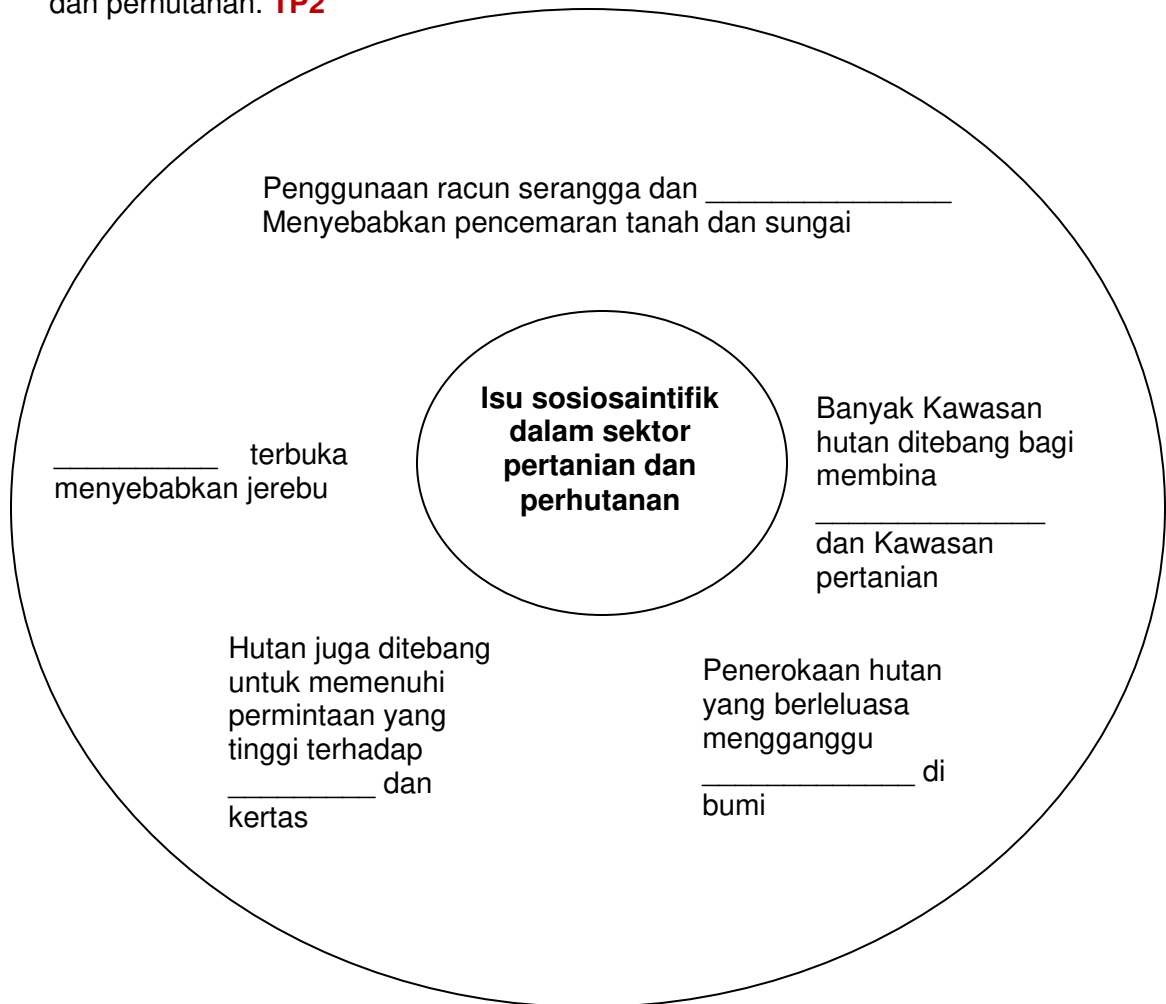 dan perhutanan. TP2
Penggunaan racun serangga dan _______________
Menyebabkan pencemaran tanah dan sungai
Isu sosiosaintifik
dalam sektor
pertanian dan
perhutanan
__________ terbuka
menyebabkan jerebu
Banyak Kawasan
hutan ditebang bagi
membina
______________
dan Kawasan
pertanian
Hutan juga ditebang
untuk memenuhi
permintaan yang
tinggi terhadap
_________ dan
kertas
Penerokaan hutan
yang berleluasa
mengganggu
_____________ di
bumi